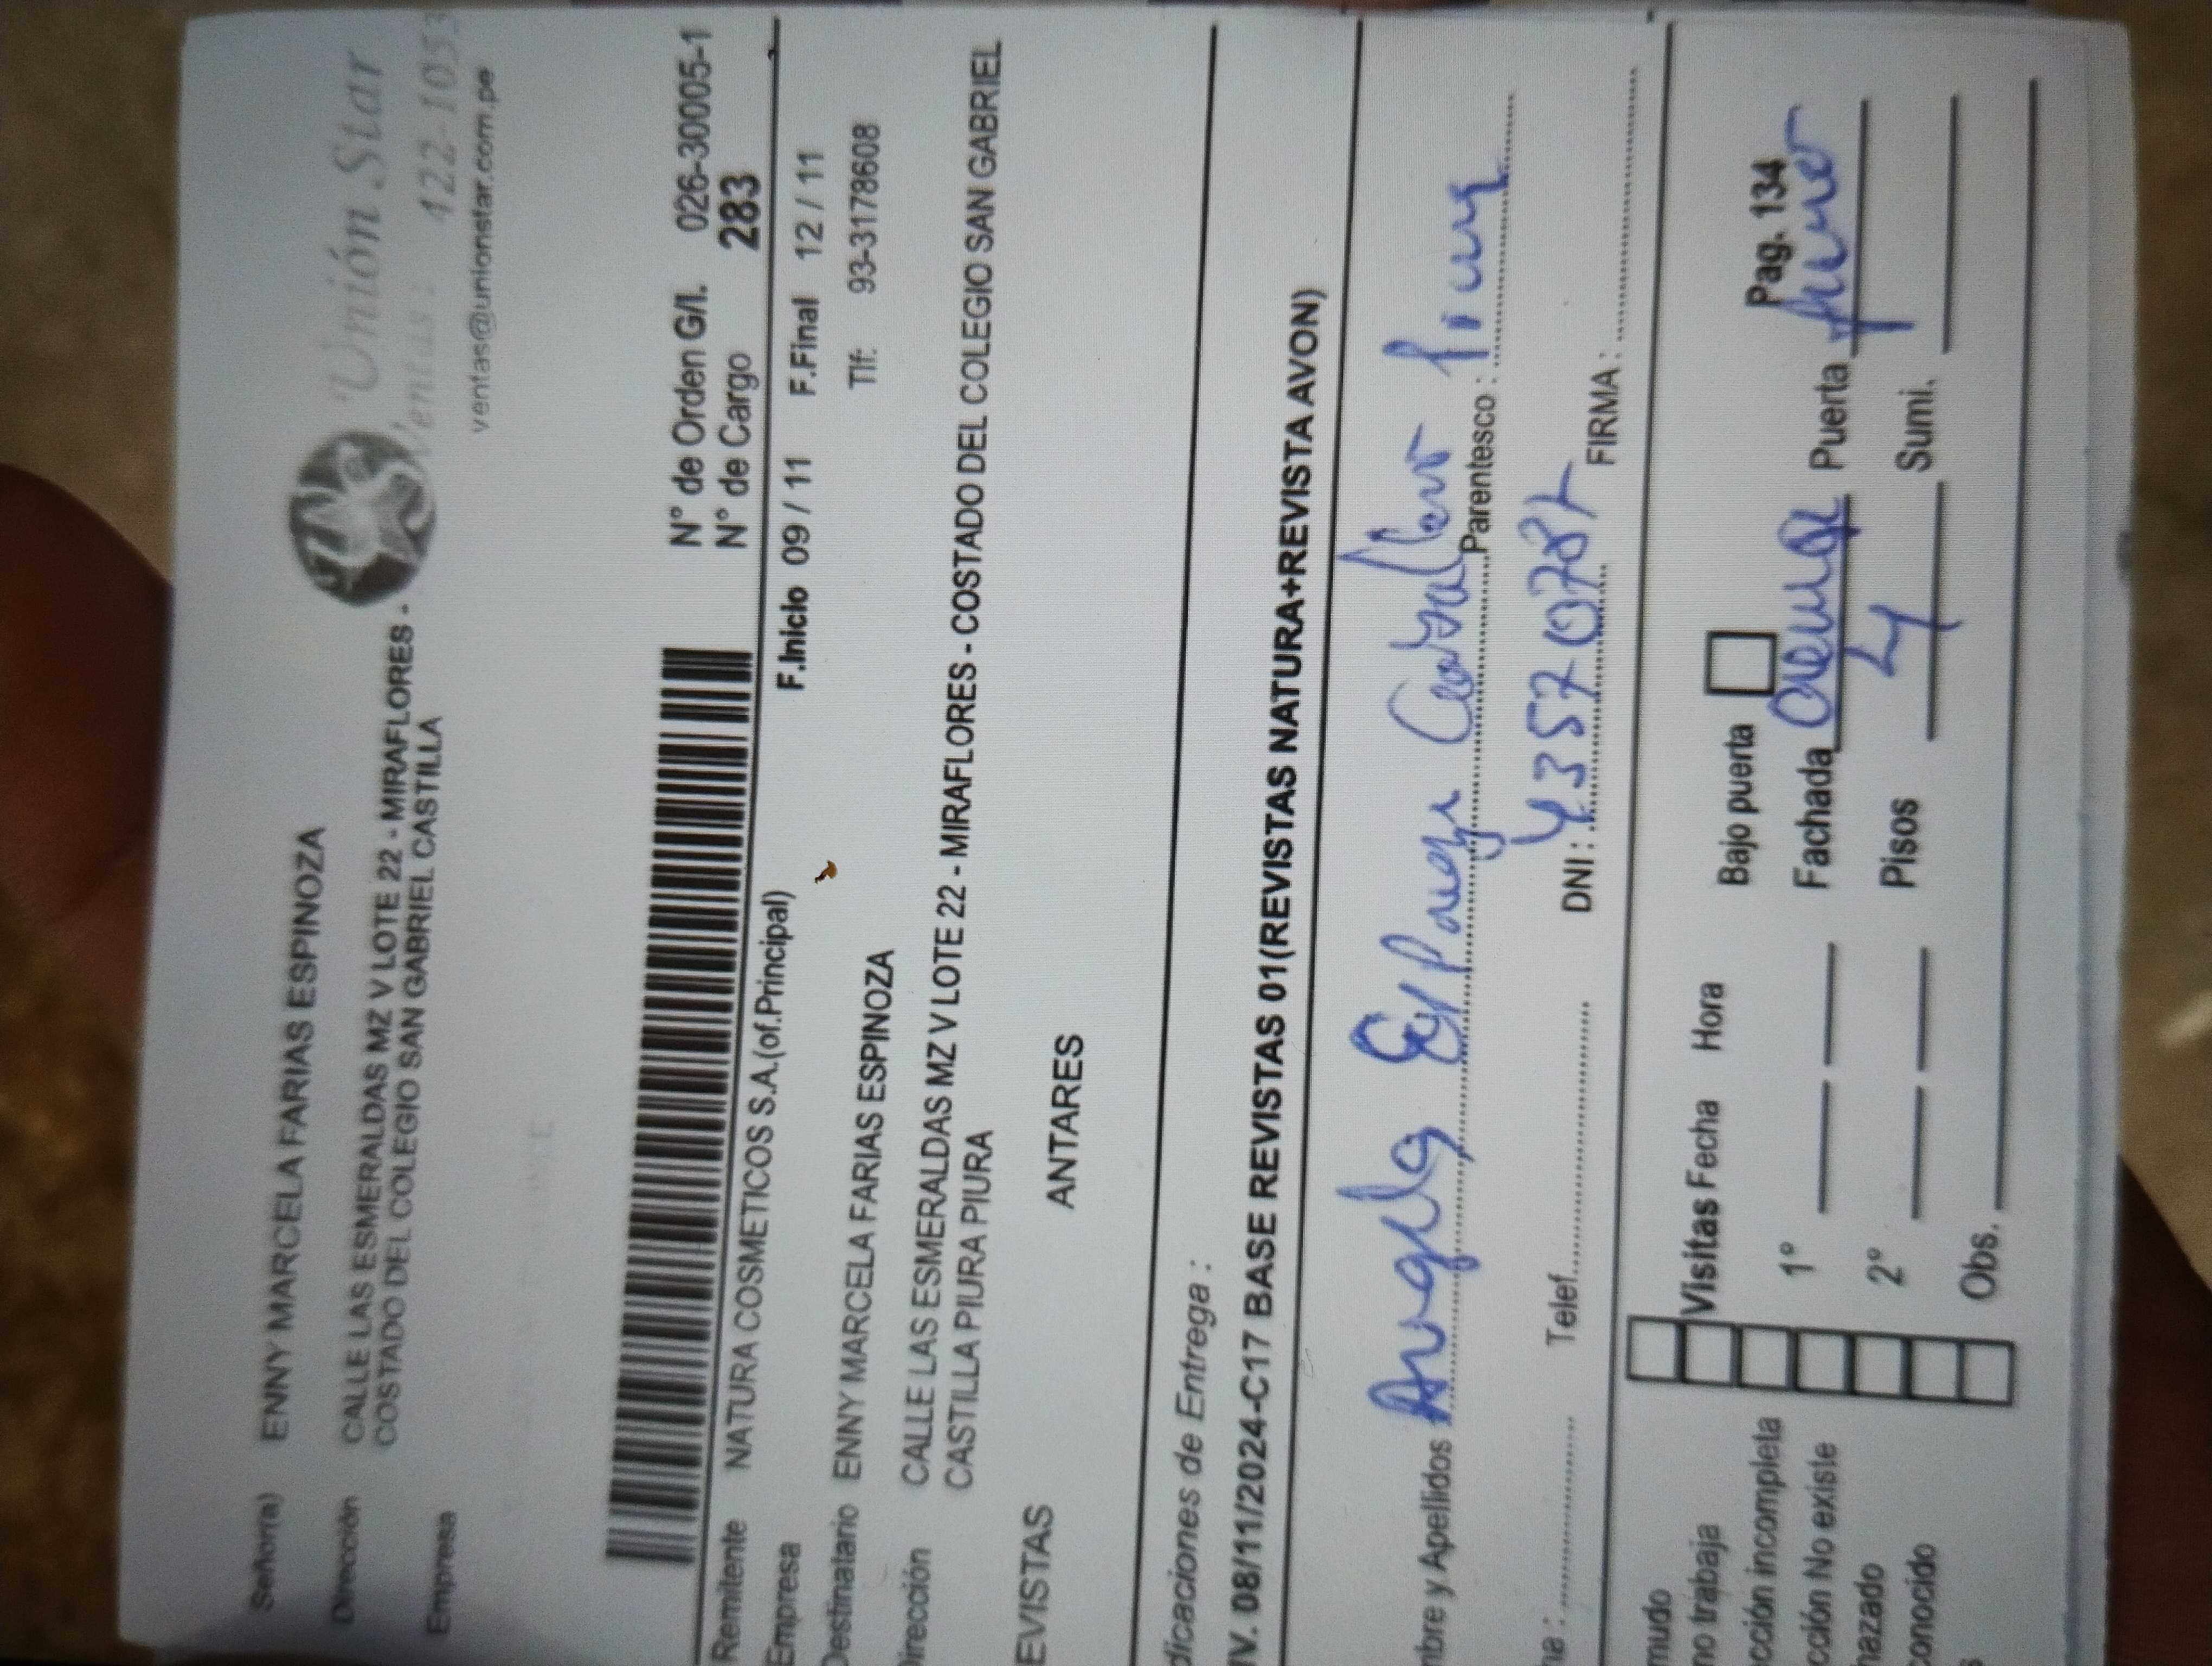 Señor(a) ENNY MARCELA FARIAS ESPINOZA
Dirección CALLE LAS ESMERALDAS MZ V LOTE 22 - MIRAFLORES -
COSTADO DEL COLEGIO SAN GABRIEL CASTILLA
Empresa
Unión Star
Ventas: 422-1053
ventas@unionstar.com.pe
N° de Orden G/I. 026-30005-1
N° de Cargo 283
Remitente NATURA COSMETICOS S.A.(of.Principal)
F.Inicio 09 / 11 F.Final 12 / 11
Empresa
Tlf: 93-3178608
Destinatario ENNY MARCELA FARIAS ESPINOZA
Dirección CALLE LAS ESMERALDAS MZ V LOTE 22 - MIRAFLORES - COSTADO DEL COLEGIO SAN GABRIEL
CASTILLA PIURA PIURA
EVISTAS ANTARES
dicaciones de Entrega :
IV. 08/11/2024-C17 BASE REVISTAS 01(REVISTAS NATURA+REVISTA AVON)
nbre y Apellidos Angela Parentesco :
ha : Telef. DNI : FIRMA :
mudo
no trabaja Visitas Fecha Hora Bajo puerta Pag. 134
cción incompleta 1° Fachada Puerta
cción No existe
hazado 2° Pisos 4 Sumi.
conocido Obs.